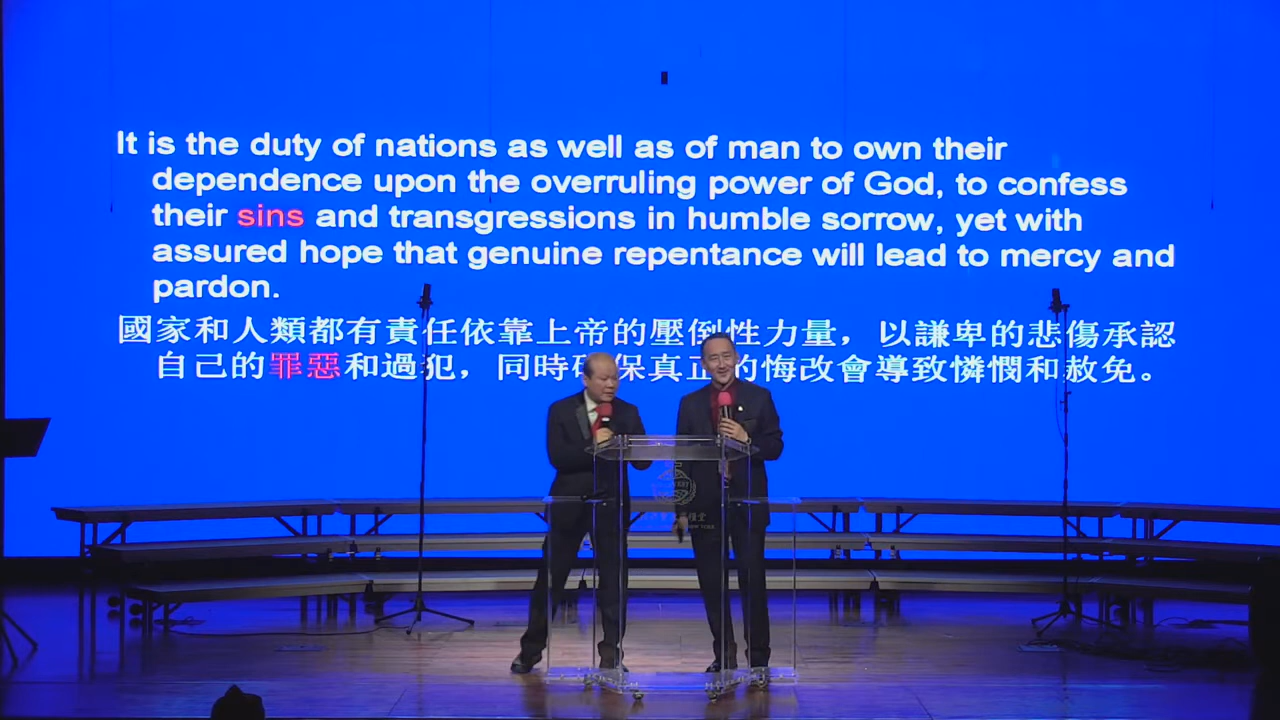 It is the duty of nations as well as of man to own their
dependence upon the overruling power of God, to confess
their sins and transgressions in humble sorrow, yet with
assured hope that genuine repentance will lead to mercy and
pardon.
國家和人類都有責任依靠上帝的壓倒性力量，以謙卑的悲傷承認
自己的罪惡和過犯，同時 保真正的悔改會導致憐憫和赦免。